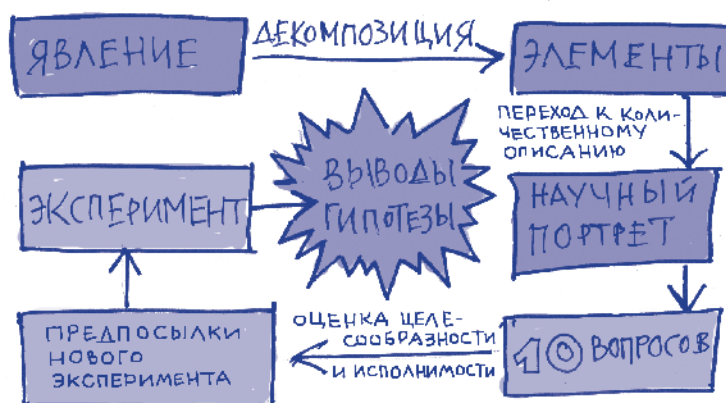 ЯВЛЕНИЕ
ДЕКОМПОЗИЦИЯ
ЭЛЕМЕНТЫ
ПЕРЕХОД К КОЛИ-
ЧЕСТВЕННОМУ
ОПИСАНИЮ
НАУЧНЫЙ
ПОРТРЕТ
10 ВОПРОСОВ
ОЦЕНКА ЦЕЛЕ-
СООБРАЗНОСТИ
И ИСПОЛНИМОСТИ
ПРЕДПОСЫЛКИ
НОВОГО
ЭКСПЕРИМЕНТА
ЭКСПЕРИМЕНТ
ВЫВОДЫ
ГИПОТЕЗЫ